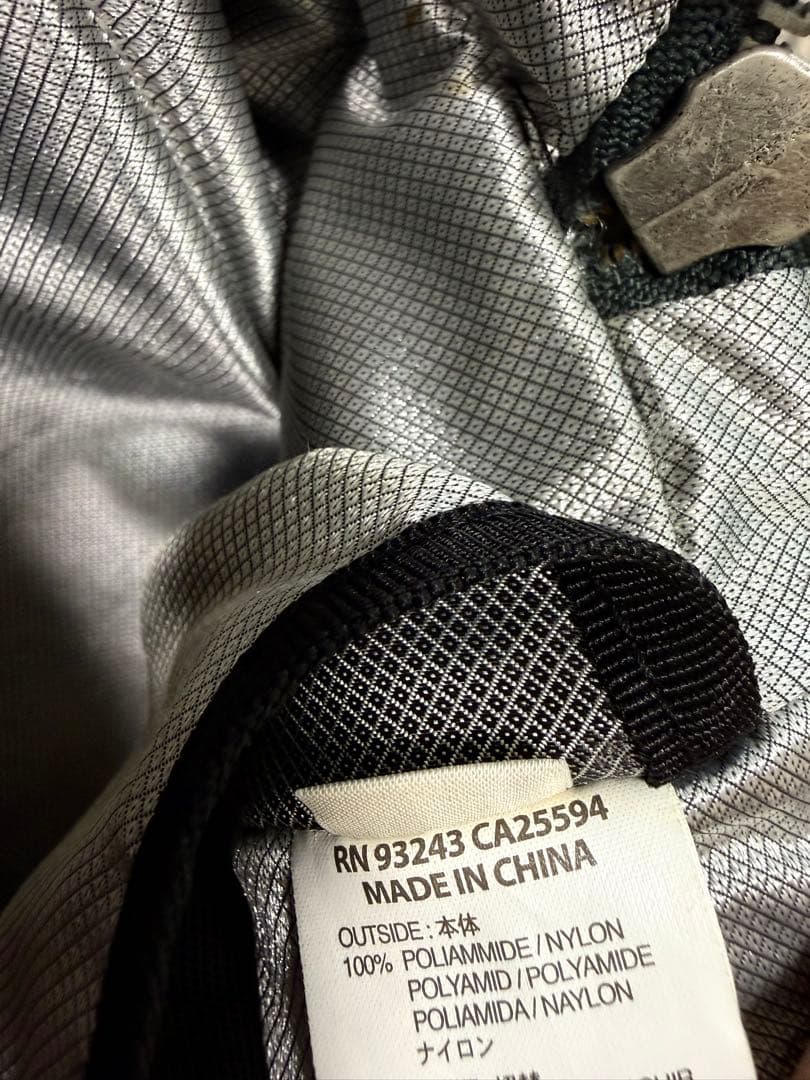 RN 93243 CA25594
MADE IN CHINA
OUTSIDE : 本体
100% POLIAMMIDE / NYLON
POLYAMID / POLYAMIDE
POLIAMIDA / NAYLON
ナイロン